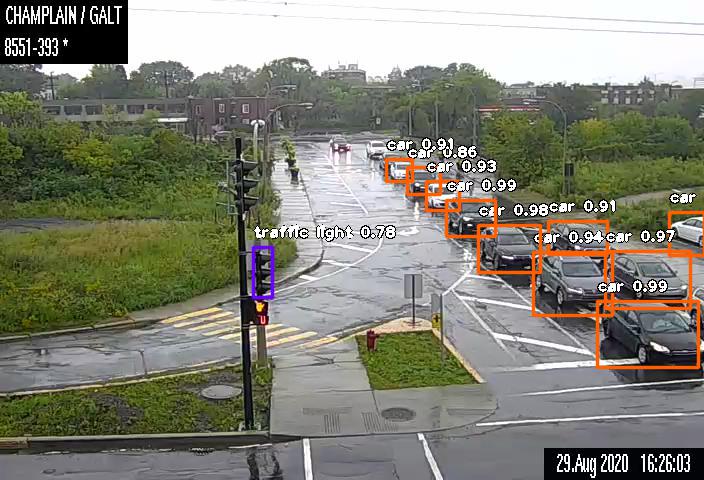 CHAMPLAIN / GALT
8551-393 *
car 0.91
car 0.86
car 0.93
car 0.99
car 0.98
car 0.91
car
traffic light 0.78
car 0.94
car 0.97
car 0.99
29.Aug 2020 16:26:03